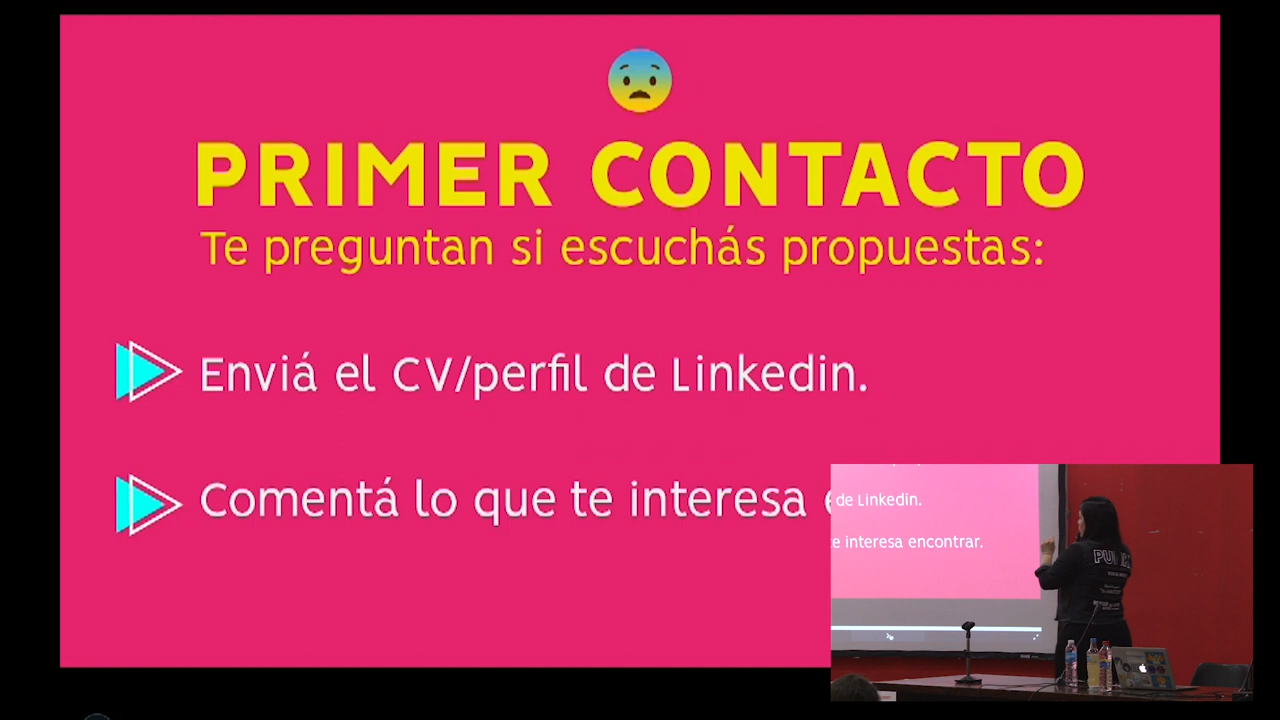 PRIMER CONTACTO
Te preguntan si escuchás propuestas:
Enviá el CV/perfil de Linkedin.
Comentá lo que te interesa
de Linkedin.
te interesa encontrar.